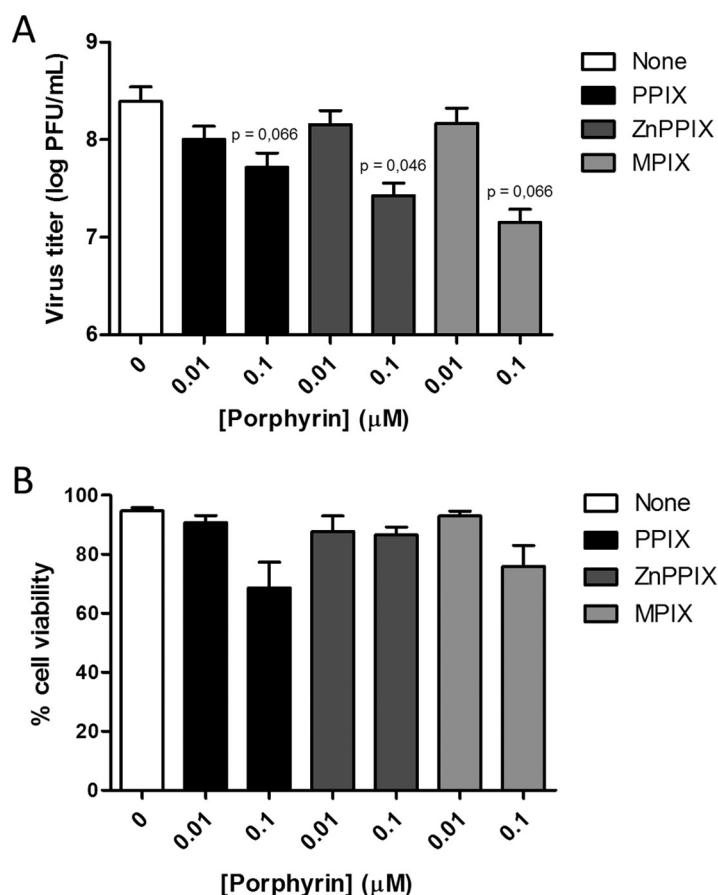 A
9
8
7
6
Virus titer (log PFU/mL)
p = 0,066
p = 0,046
p = 0,066
0
0.01
0.1
0.01
0.1
0.01
0.1
[Porphyrin] (μM)
None
PPIX
ZnPPIX
MPIX
B
100
80
60
40
20
0
% cell viability
0
0.01
0.1
0.01
0.1
0.01
0.1
[Porphyrin] (μM)
None
PPIX
ZnPPIX
MPIX